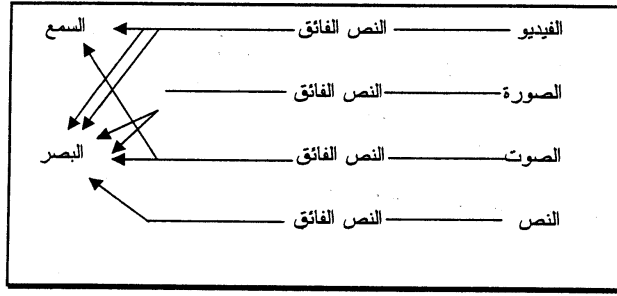 الفيديو النص الفائق السمع
الصورة النص الفائق
الصوت النص الفائق البصر
النص النص الفائق